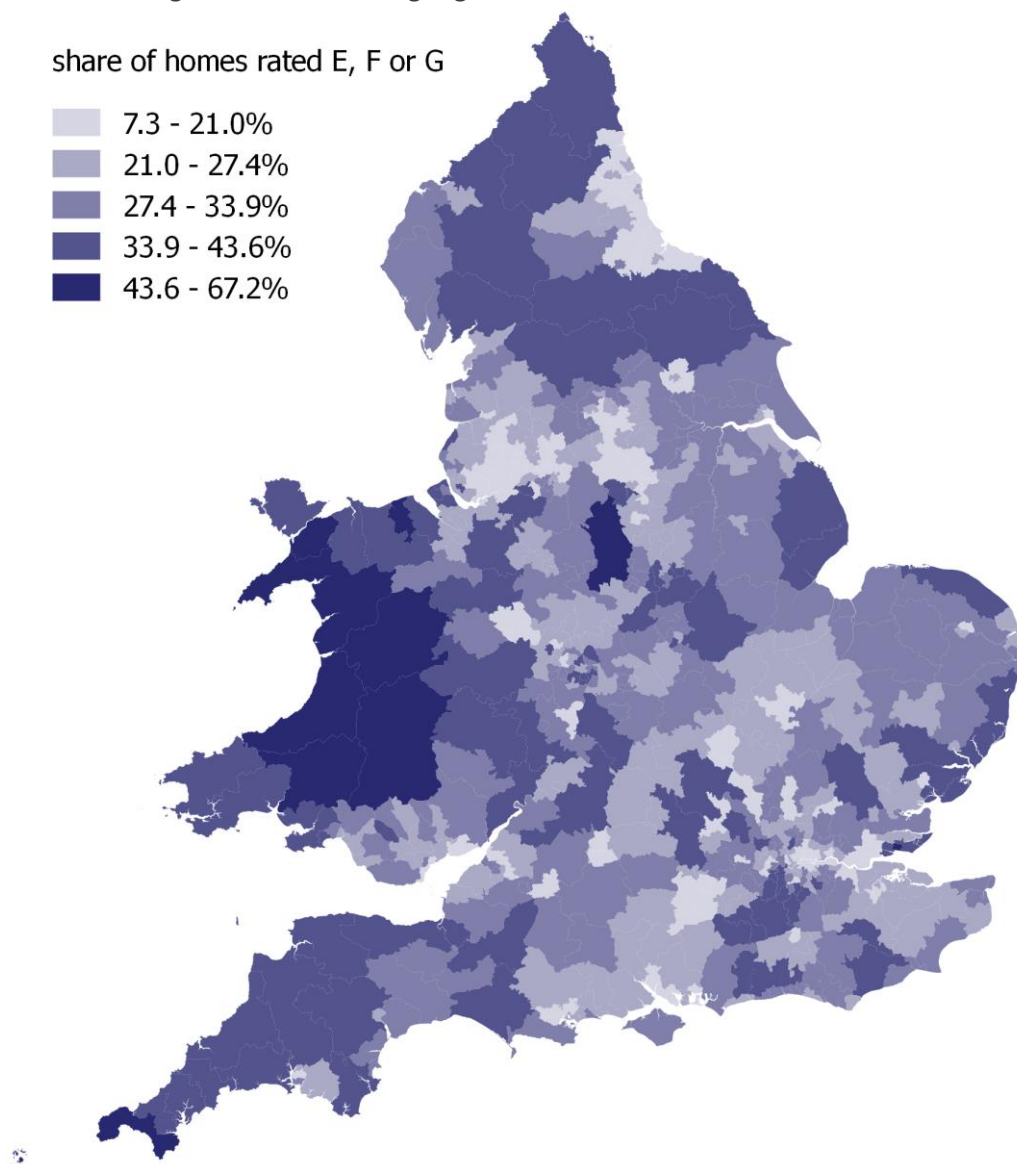 share of homes rated E, F or G
7.3 - 21.0%
21.0 - 27.4%
27.4 - 33.9%
33.9 - 43.6%
43.6 - 67.2%